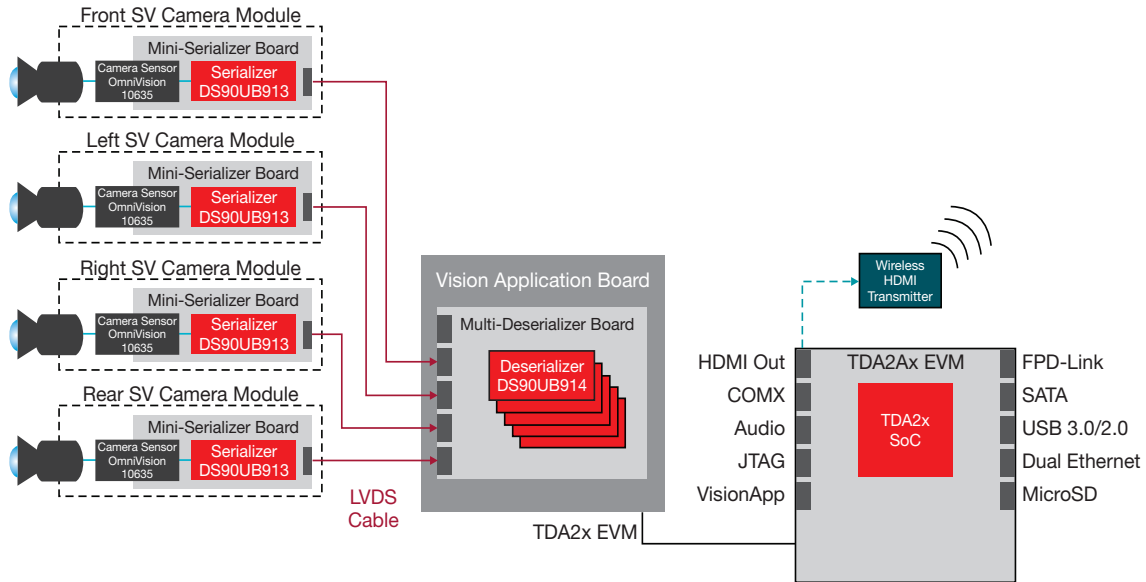 Front SV Camera Module
Mini-Serializer Board
Camera Sensor
OmniVision
10635
Serializer
DS90UB913
Left SV Camera Module
Mini-Serializer Board
Camera Sensor
OmniVision
10635
Serializer
DS90UB913
Right SV Camera Module
Mini-Serializer Board
Camera Sensor
OmniVision
10635
Serializer
DS90UB913
Rear SV Camera Module
Mini-Serializer Board
Camera Sensor
OmniVision
10635
Serializer
DS90UB913
LVDS
Cable
Vision Application Board
Multi-Deserializer Board
Deserializer
DS90UB914
TDA2x EVM
Wireless
HDMI
Transmitter
HDMI Out
COMX
Audio
JTAG
VisionApp
TDA2Ax EVM
TDA2x
SoC
FPD-Link
SATA
USB 3.0/2.0
Dual Ethernet
MicroSD